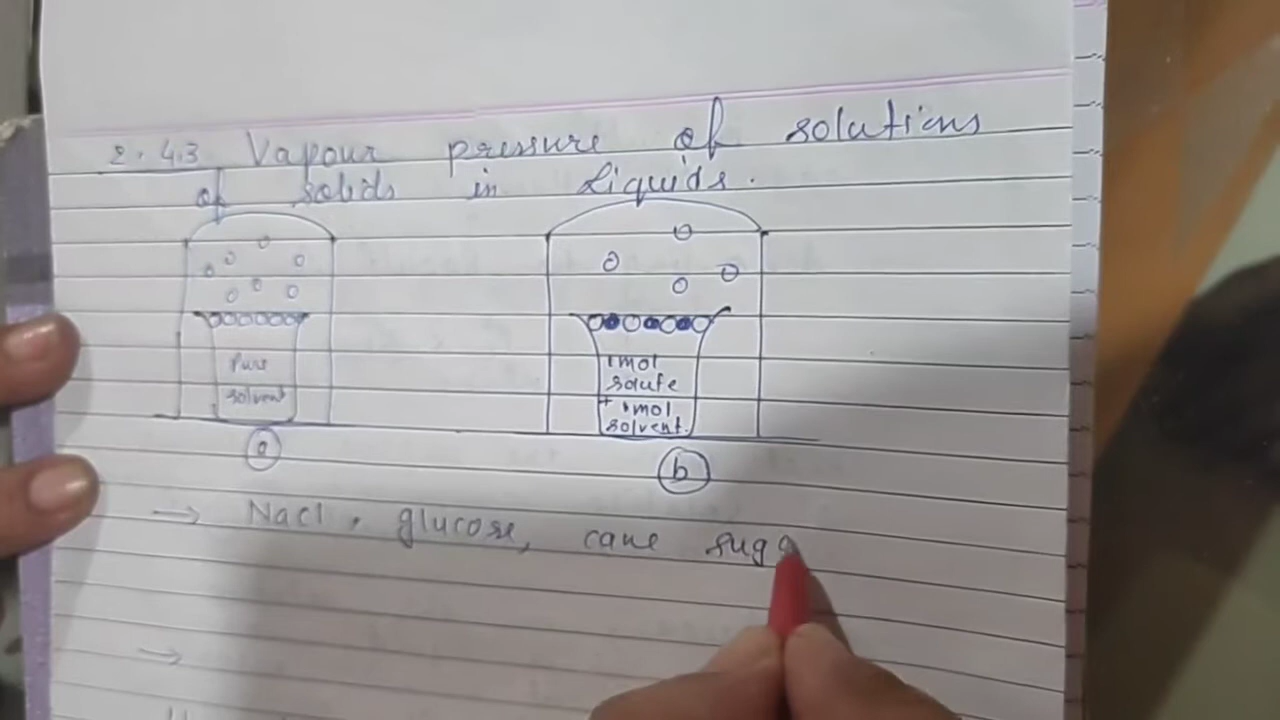 2.4.3 Vapour pressure of solutions
of solids in Liquids.
Pure
solvent
1mol
solute
+ 1mol
solvent.
a
b
→ Nacl, glucose, cane suga
→